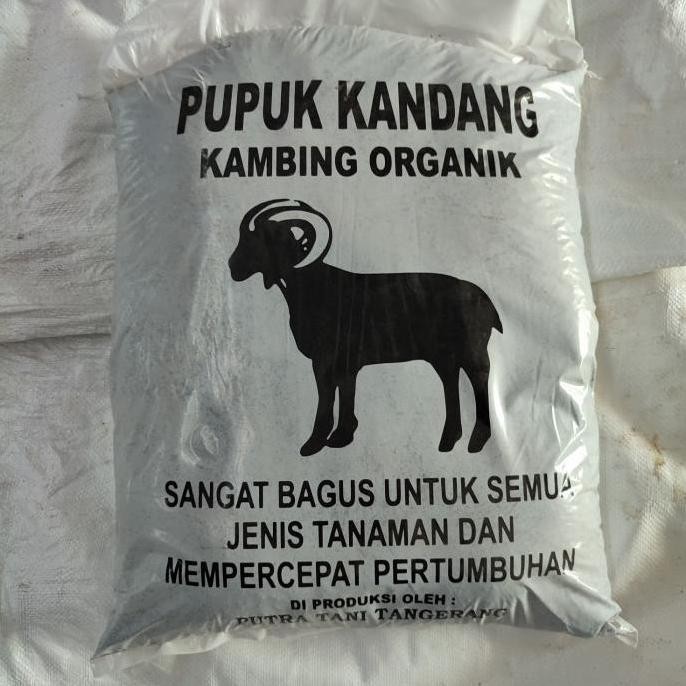 PUPUK KANDANG
KAMBING ORGANIK
SANGAT BAGUS UNTUK SEMUA
JENIS TANAMAN DAN
MEMPERCEPAT PERTUMBUHAN
DI PRODUKSI OLEH :
PUTRA TANI TANGERANG